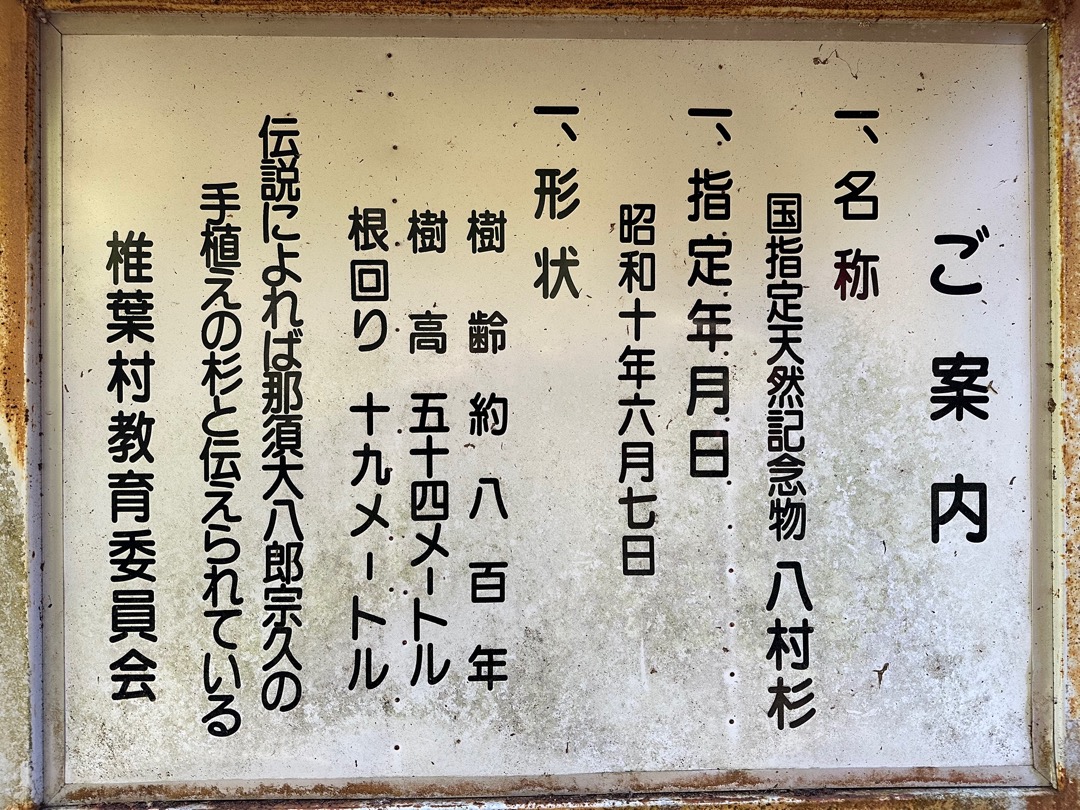 ご案内
一、名称
国指定天然記念物 八村杉
一、指定年月日
昭和十年六月七日
一、形状
樹齢 約八百年
樹高 五十四メートル
根回り 十九メートル
伝説によれば那須大八郎宗久の
手植えの杉と伝えられている
椎葉村教育委員会